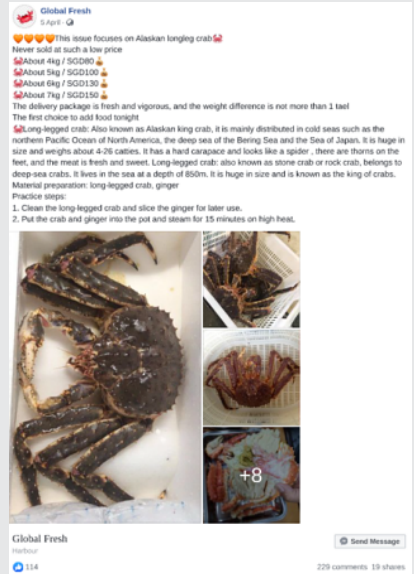 Global Fresh
5 April ·
🧡🧡🧡🧡This issue focuses on Alaskan longleg crab🦀
Never sold at such a low price
🦀About 4kg / SGD80💰
🦀About 5kg / SGD100💰
🦀About 6kg / SGD130💰
🦀About 7kg / SGD150💰
The delivery package is fresh and vigorous, and the weight difference is not more than 1 tael
The first choice to add food tonight
🦀Long-legged crab: Also known as Alaskan king crab, it is mainly distributed in cold seas such as the
northern Pacific Ocean of North America, the deep sea of the Bering Sea and the Sea of Japan. It is huge in
size and weighs about 4-26 catties. It has a hard carapace and looks like a spider , there are thorns on the
feet, and the meat is fresh and sweet. Long-legged crab: also known as stone crab or rock crab, belongs to
deep-sea crabs. It lives in the sea at a depth of 850m. It is huge in size and is known as the king of crabs.
Material preparation: long-legged crab, ginger
Practice steps:
1. Clean the long-legged crab and slice the ginger for later use.
2. Put the crab and ginger into the pot and steam for 15 minutes on high heat.
+8
Global Fresh
Harbour
Send Message
114
229 comments 19 shares